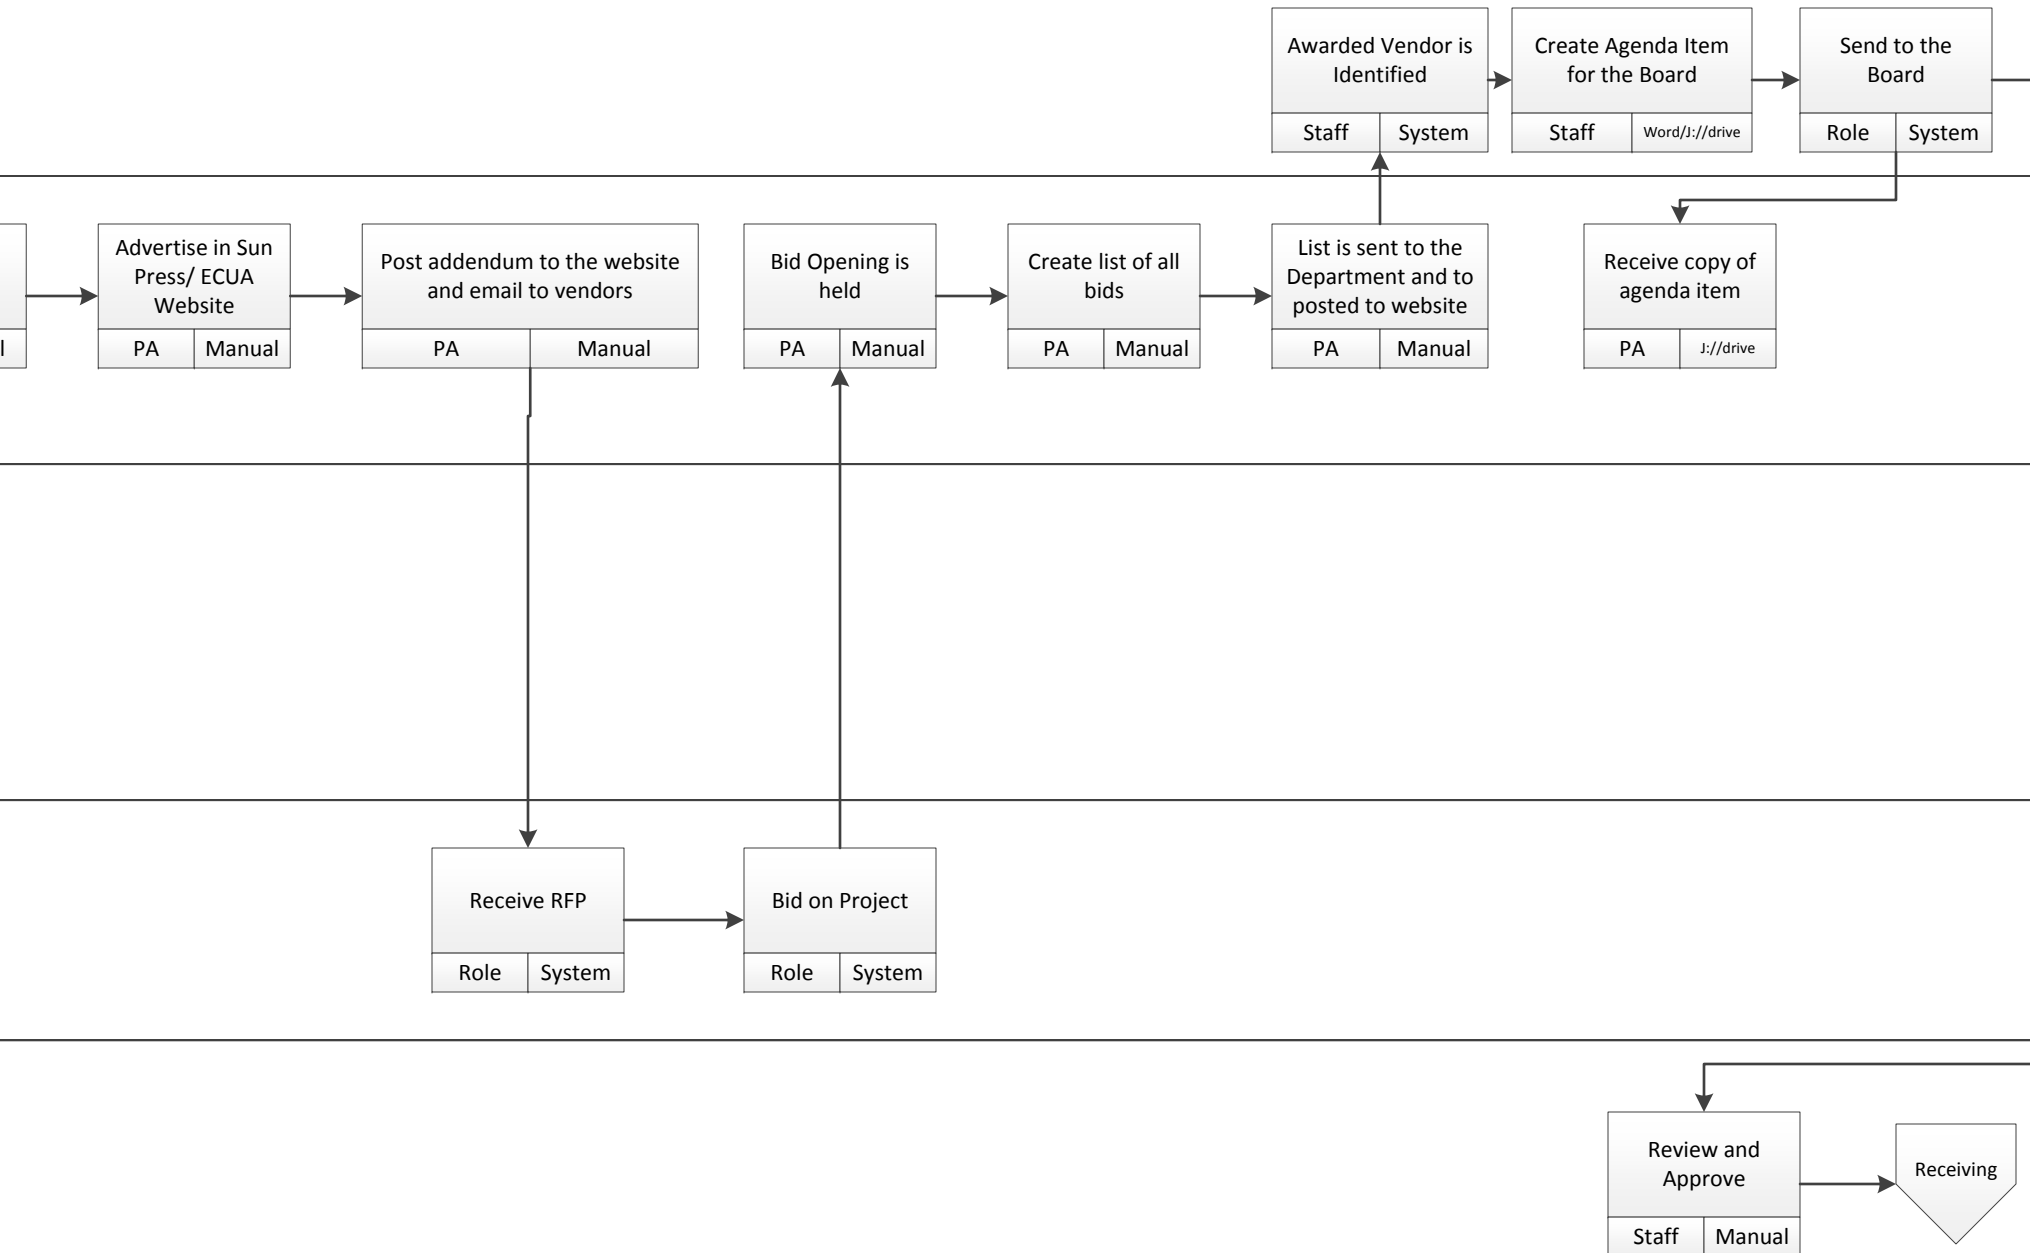 Awarded Vendor is
Identified
Staff
System
Create Agenda Item
for the Board
Staff
Word/J://drive
Send to the
Board
Role
System
l
Advertise in Sun
Press/ ECUA
Website
PA
Manual
Post addendum to the website
and email to vendors
PA
Manual
Bid Opening is
held
PA
Manual
Create list of all
bids
PA
Manual
List is sent to the
Department and to
posted to website
PA
Manual
Receive copy of
agenda item
PA
J://drive
Receive RFP
Role
System
Bid on Project
Role
System
Review and
Approve
Staff
Manual
Receiving